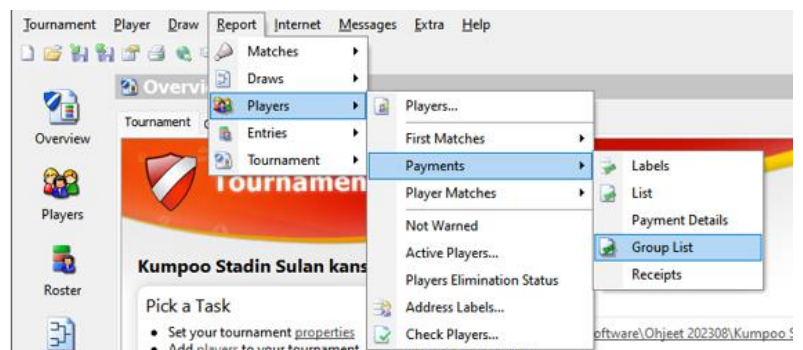 Tournament Player Draw Report Internet Messages Extra Help
Matches
Overvi
Draws
Players
Players...
Tournament
Entries
First Matches
Overview
Tournament
Payments
Labels
Tournamen
Player Matches
List
Players
Not Warned
Payment Details
Active Players...
Group List
Kumpoo Stadin Sulan kans
Players Elimination Status
Receipts
Roster
Pick a Task
Address Labels...
• Set your tournament properties
Check Players...
oftware\Ohjeet 202308\Kumpoo S
• Add players to your tournament